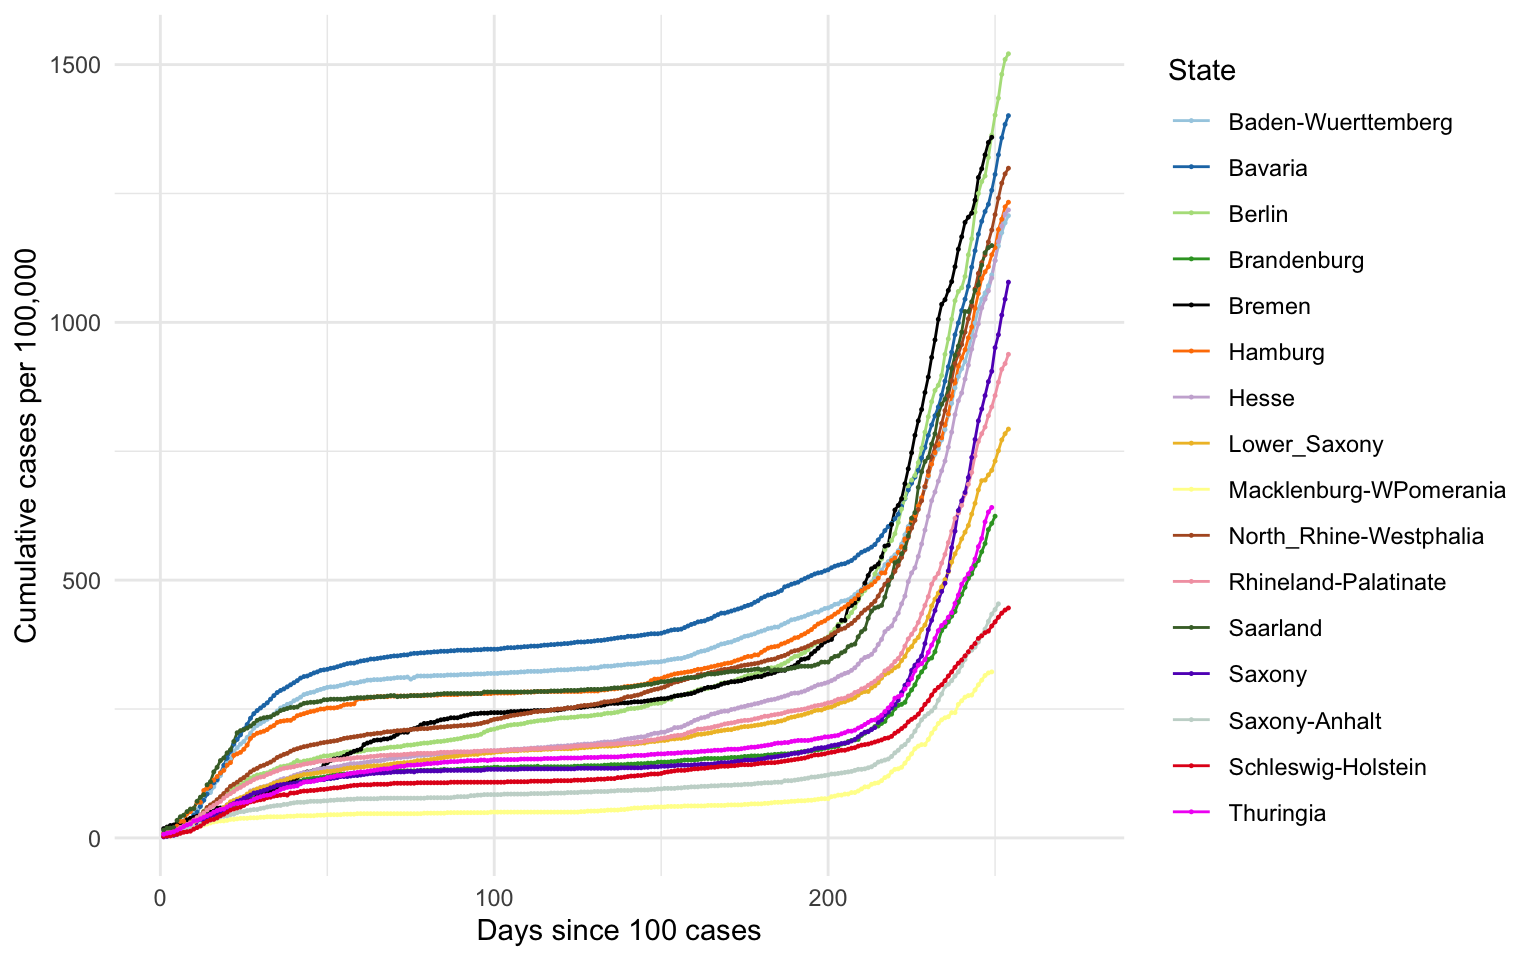 Cumulative cases per 100,000
1500
1000
500
0
0
100
200
Days since 100 cases
State
Baden-Wuerttemberg
Bavaria
Berlin
Brandenburg
Bremen
Hamburg
Hesse
Lower_Saxony
Macklenburg-WPomerania
North_Rhine-Westphalia
Rhineland-Palatinate
Saarland
Saxony
Saxony-Anhalt
Schleswig-Holstein
Thuringia